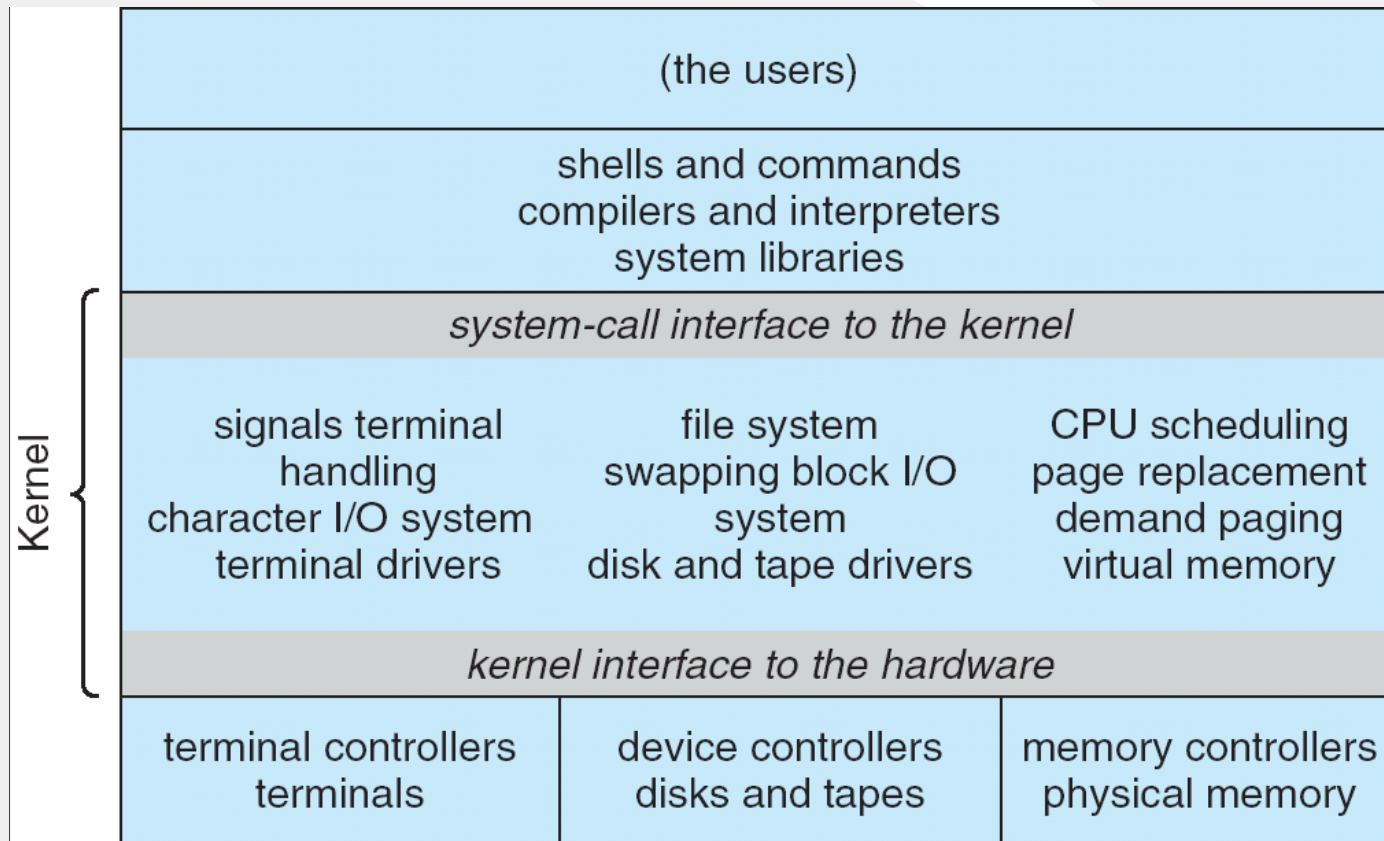 (the users)
shells and commands
compilers and interpreters
system libraries
system-call interface to the kernel
Kernel
signals terminal
handling
character I/O system
terminal drivers
file system
swapping block I/O
system
disk and tape drivers
CPU scheduling
page replacement
demand paging
virtual memory
kernel interface to the hardware
terminal controllers
terminals
device controllers
disks and tapes
memory controllers
physical memory